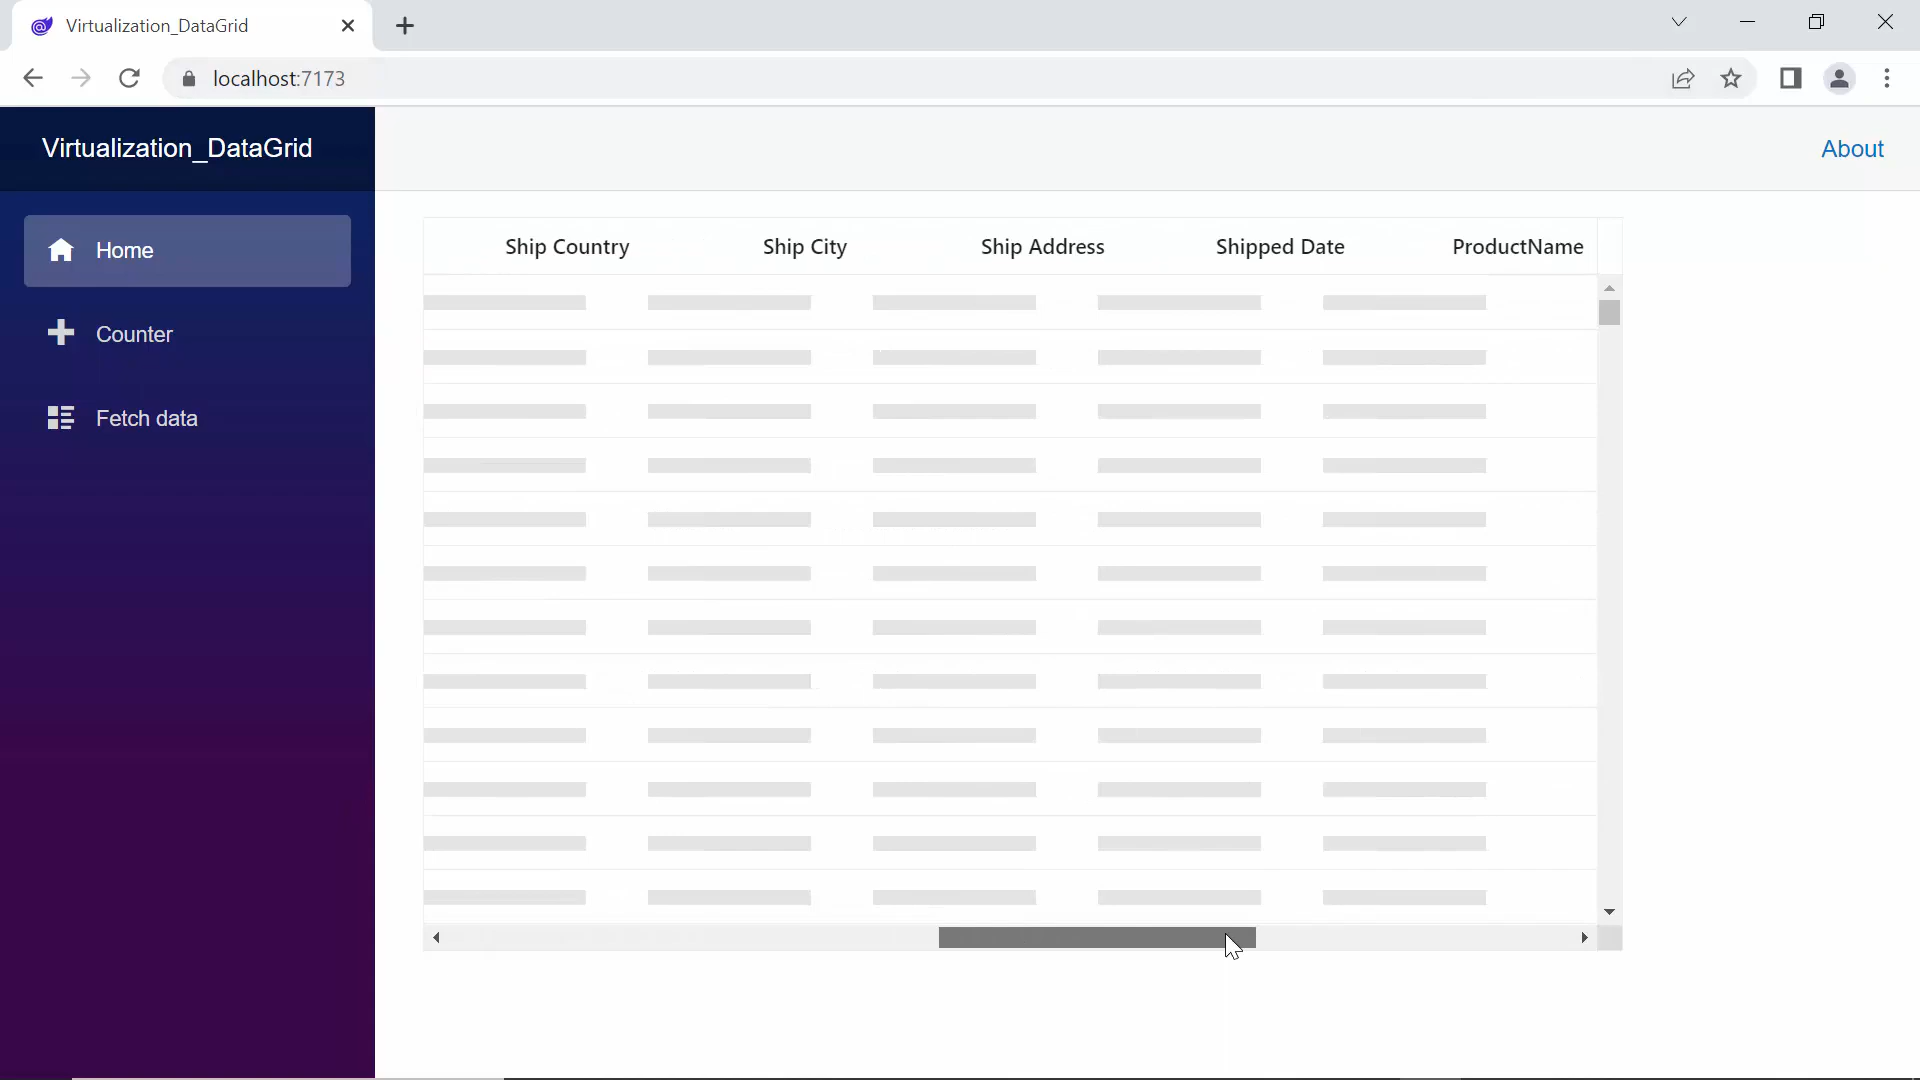 Virtualization_DataGrid
localhost:7173
Virtualization_DataGrid
About
Home
Counter
Fetch data
Ship Country Ship City Ship Address Shipped Date ProductName